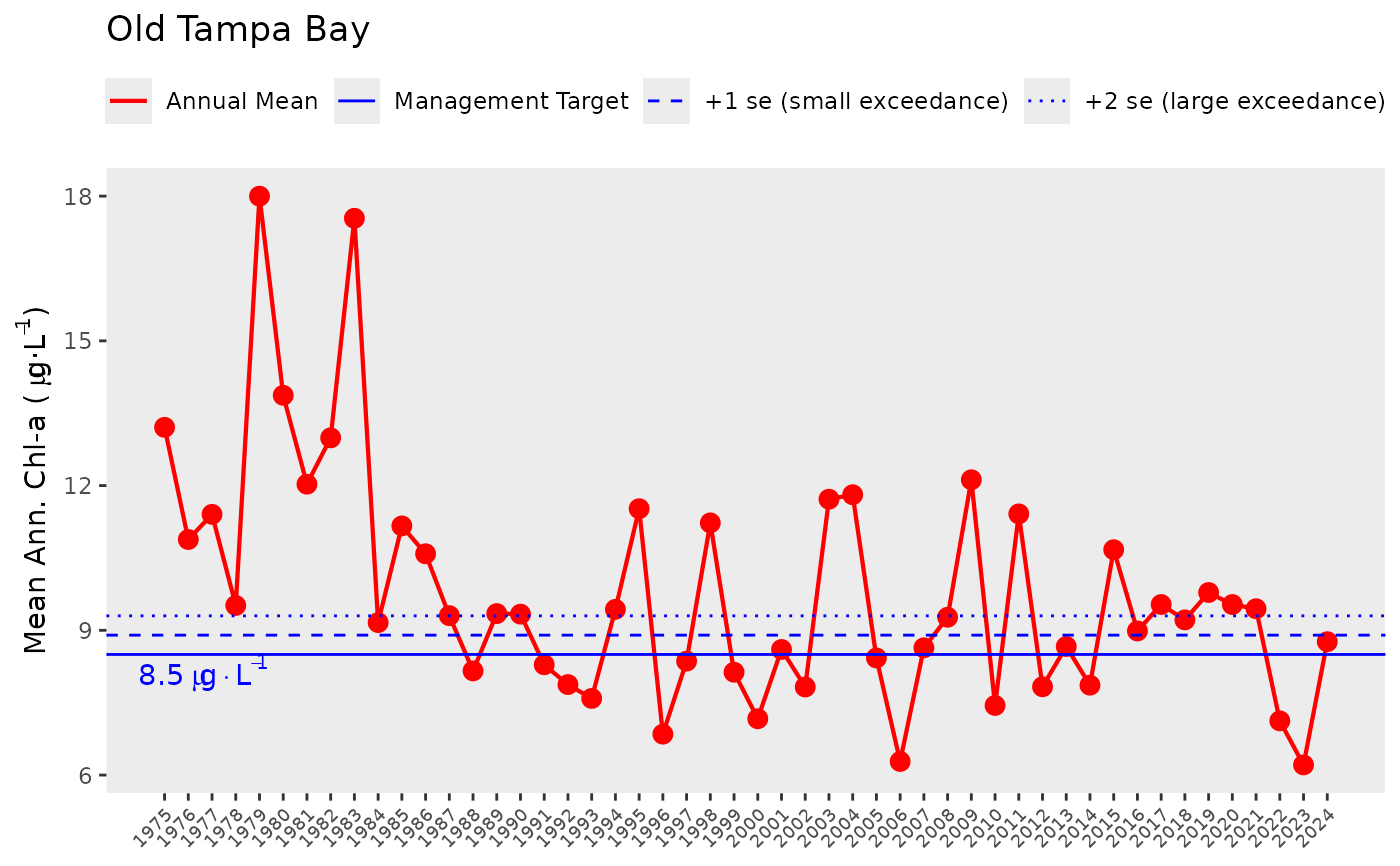 Old Tampa Bay
Annual Mean Management Target +1 se (small exceedance) +2 se (large exceedance)
Mean Ann. Chl-a ( μg·L⁻¹)
18
15
12
9
6
8.5 μg · L⁻¹
1975 1976 1977 1978 1979 1980 1981 1982 1983 1984 1985 1986 1987 1988 1989 1990 1991 1992 1993 1994 1995 1996 1997 1998 1999 2000 2001 2002 2003 2004 2005 2006 2007 2008 2009 2010 2011 2012 2013 2014 2015 2016 2017 2018 2019 2020 2021 2022 2023 2024